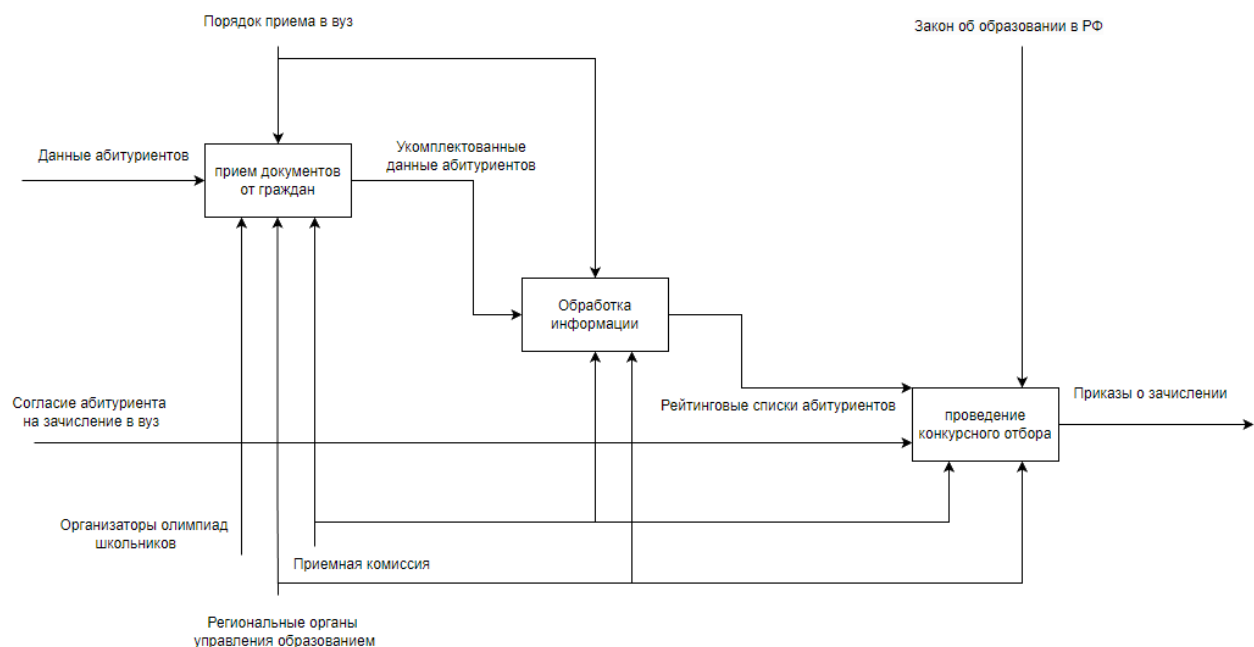 Порядок приема в вуз
Закон об образовании в РФ
Данные абитуриентов
прием документов
от граждан
Укомплектованные
данные абитуриентов
Обработка
информации
Согласие абитуриента
на зачисление в вуз
Рейтинговые списки абитуриентов
проведение
конкурсного отбора
Приказы о зачислении
Организаторы олимпиад
школьников
Приемная комиссия
Региональные органы
управления образованием